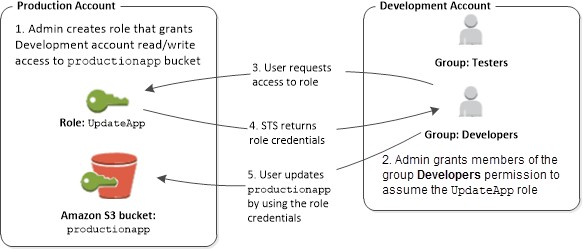 Production Account
1. Admin creates role that grants
Development account read/write
access to productionapp bucket
Role: UpdateApp
Amazon S3 bucket:
productionapp
3. User requests
access to role
4. STS returns
role credentials
5. User updates
productionapp
by using the role
credentials
Development Account
Group: Testers
Group: Developers
2. Admin grants members of the
group Developers permission to
assume the UpdateApp role